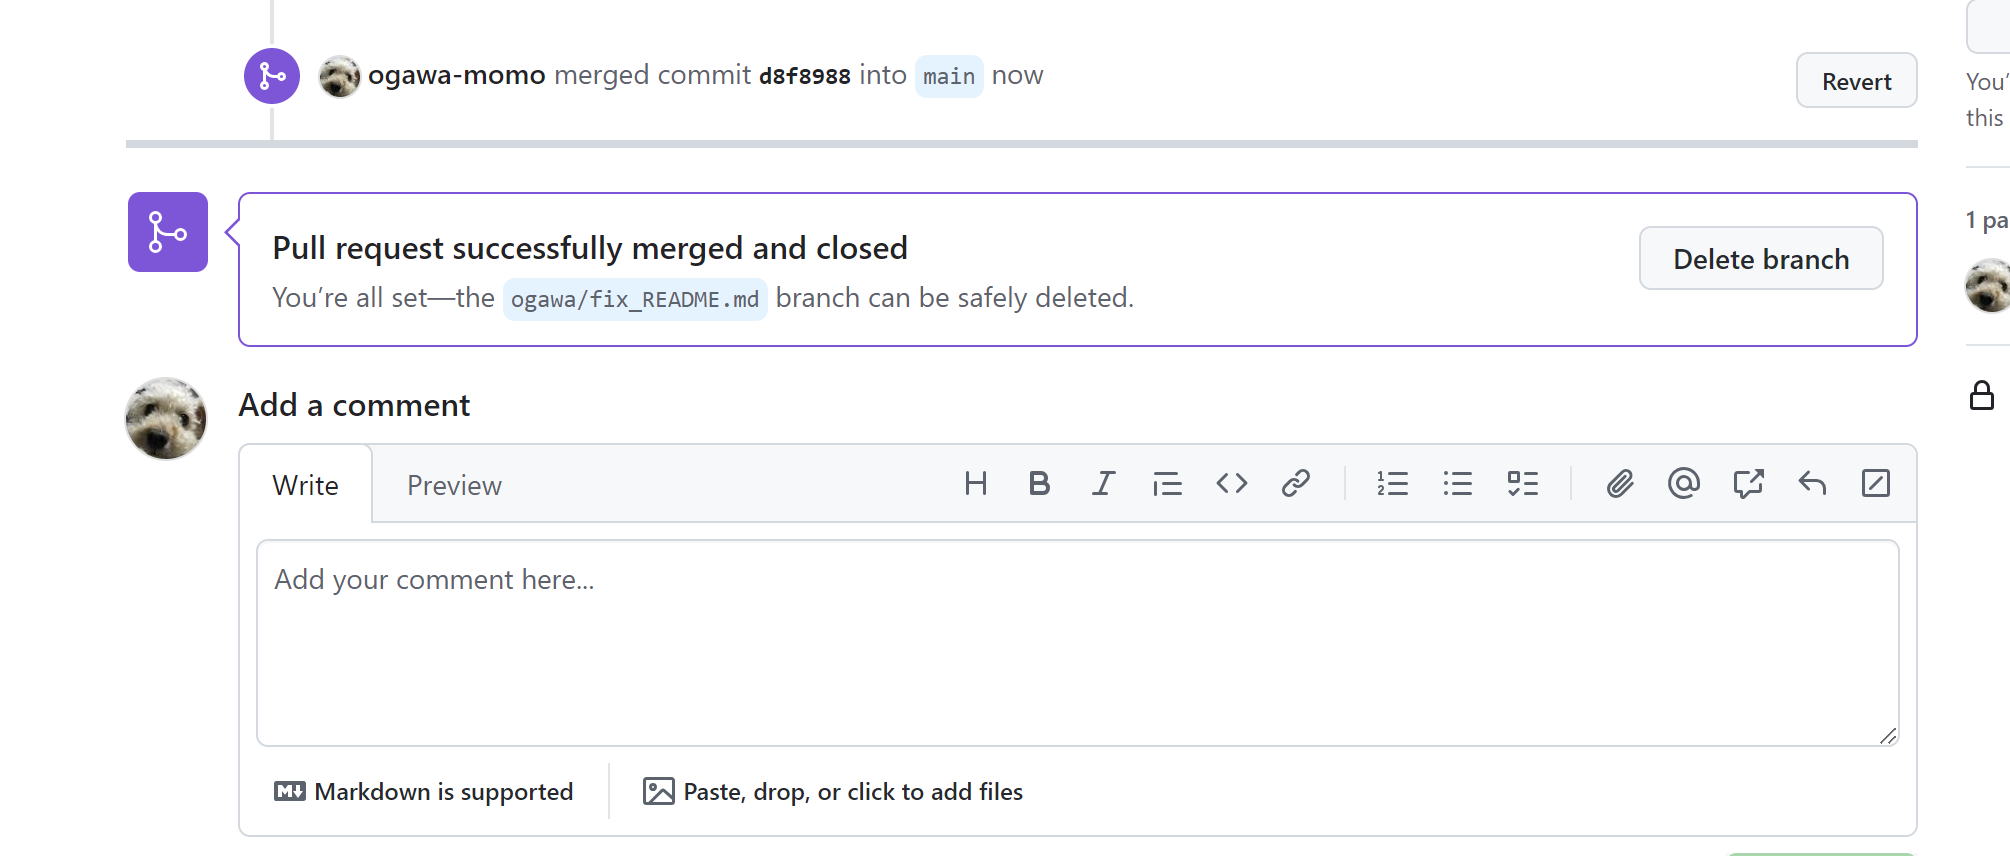 ogawa-momo merged commit d8f8988 into main now
Revert
You’
this
Pull request successfully merged and closed
You’re all set—the ogawa/fix_README.md branch can be safely deleted.
Delete branch
1 pa
Add a comment
Write
Preview
Add your comment here...
Markdown is supported
Paste, drop, or click to add files